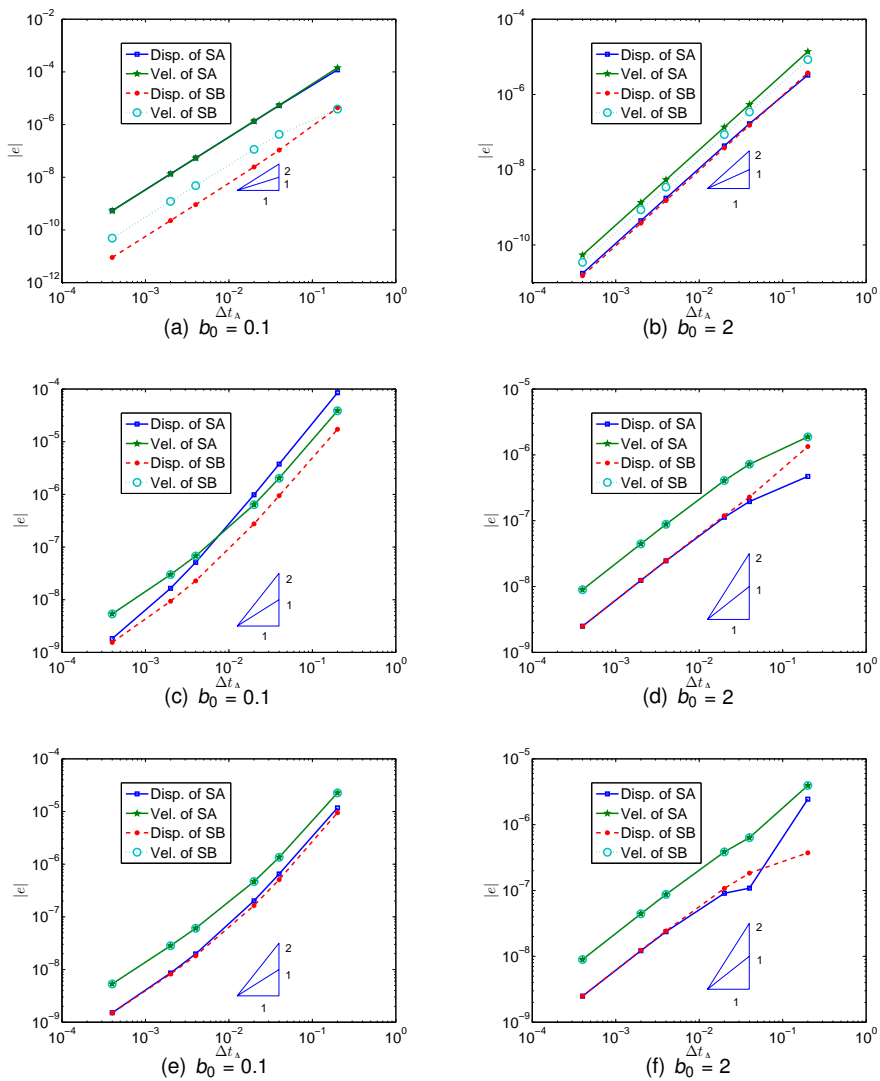 10^−2
10^−4
10^−6
10^−8
10^−10
10^−12
|e|
Disp. of SA
Vel. of SA
Disp. of SB
Vel. of SB
2
1
1
10^−4 10^−3 10^−2 10^−1 10^0
Δt_A
(a) b_0 = 0.1
10^−4
10^−6
10^−8
10^−10
|e|
Disp. of SA
Vel. of SA
Disp. of SB
Vel. of SB
2
1
1
10^−4 10^−3 10^−2 10^−1 10^0
Δt_A
(b) b_0 = 2
10^−4
10^−5
10^−6
10^−7
10^−8
10^−9
|e|
Disp. of SA
Vel. of SA
Disp. of SB
Vel. of SB
2
1
1
10^−4 10^−3 10^−2 10^−1 10^0
Δt_A
(c) b_0 = 0.1
10^−5
10^−6
10^−7
10^−8
10^−9
|e|
Disp. of SA
Vel. of SA
Disp. of SB
Vel. of SB
2
1
1
10^−4 10^−3 10^−2 10^−1 10^0
Δt_A
(d) b_0 = 2
10^−4
10^−5
10^−6
10^−7
10^−8
10^−9
|e|
Disp. of SA
Vel. of SA
Disp. of SB
Vel. of SB
2
1
1
10^−4 10^−3 10^−2 10^−1 10^0
Δt_A
(e) b_0 = 0.1
10^−5
10^−6
10^−7
10^−8
10^−9
|e|
Disp. of SA
Vel. of SA
Disp. of SB
Vel. of SB
2
1
1
10^−4 10^−3 10^−2 10^−1 10^0
Δt_A
(f) b_0 = 2